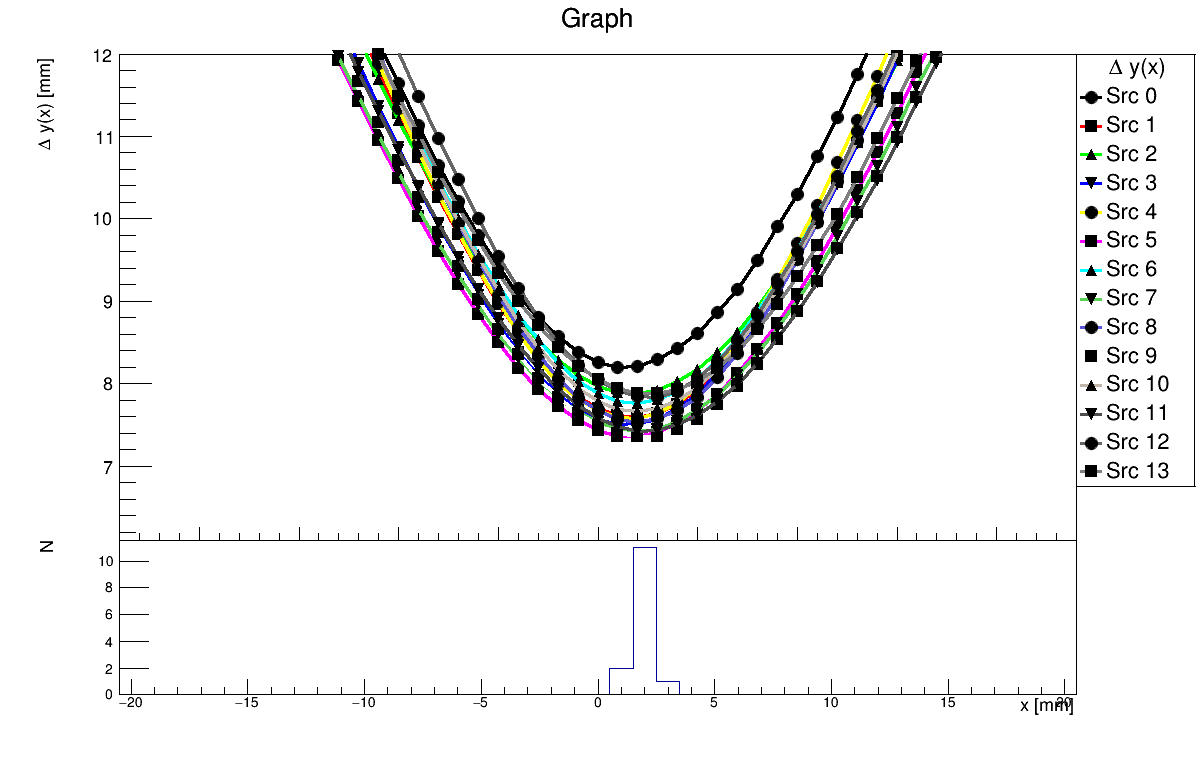 Graph
Δ y(x) [mm]
12
11
10
9
8
7
Δ y(x)
Src 0
Src 1
Src 2
Src 3
Src 4
Src 5
Src 6
Src 7
Src 8
Src 9
Src 10
Src 11
Src 12
Src 13
N
10
8
6
4
2
0
−20 −15 −10 −5 0 5 10 15 20
x [mm]